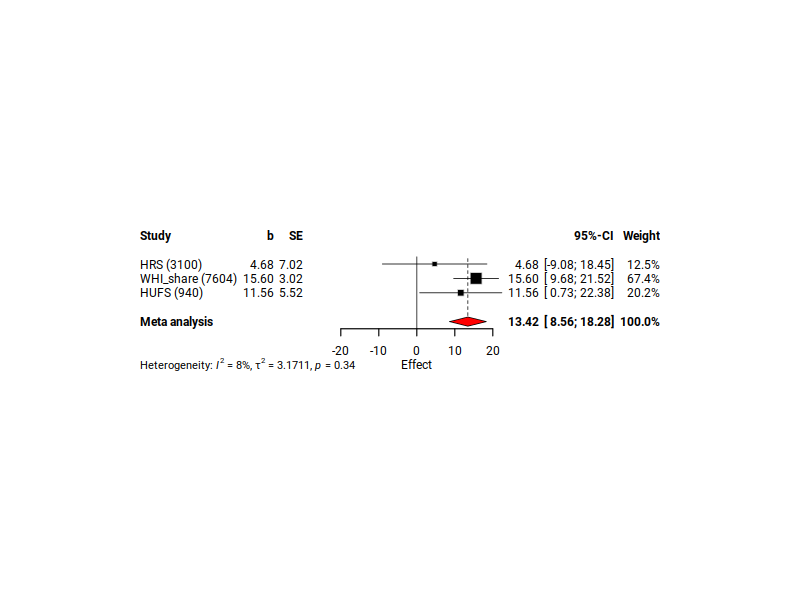 Study b SE 95%-CI Weight
HRS (3100) 4.68 7.02 4.68 [-9.08; 18.45] 12.5%
WHI_share (7604) 15.60 3.02 15.60 [ 9.68; 21.52] 67.4%
HUFS (940) 11.56 5.52 11.56 [ 0.73; 22.38] 20.2%
Meta analysis 13.42 [ 8.56; 18.28] 100.0%
-20 -10 0 10 20
Heterogeneity: I² = 8%, τ² = 3.1711, p = 0.34 Effect